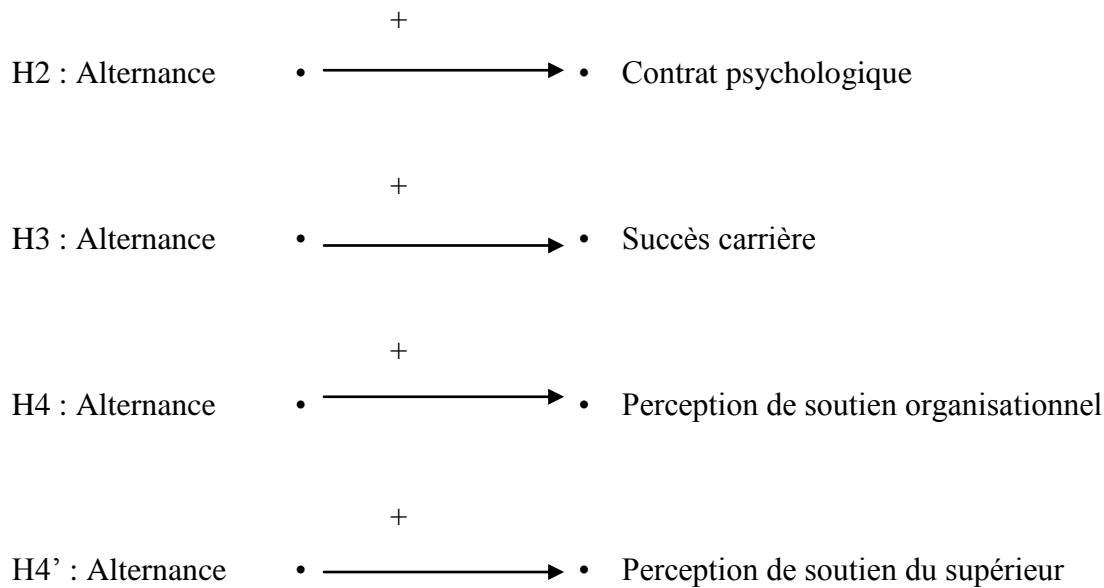 +
H2 : Alternance • • Contrat psychologique
+
H3 : Alternance • • Succès carrière
+
H4 : Alternance • • Perception de soutien organisationnel
+
H4’ : Alternance • • Perception de soutien du supérieur